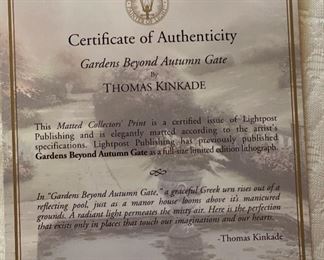 Certificate of Authenticity
Gardens Beyond Autumn Gate
By
THOMAS KINKADE
This Matted Collectors' Print is a certified issue of Lightpost
Publishing and is elegantly matted according to the artist's
specifications. Lightpost Publishing has previously published
Gardens Beyond Autumn Gate as a full-size limited edition lithograph.
In "Gardens Beyond Autumn Gate," a graceful Greek urn rises out of a
reflecting pool, just as a manor house looms above it's manicured
grounds. A radiant light permeates the misty air. Here is the perfection
that exists only in places that touch our imaginations and our hearts.
-Thomas Kinkade